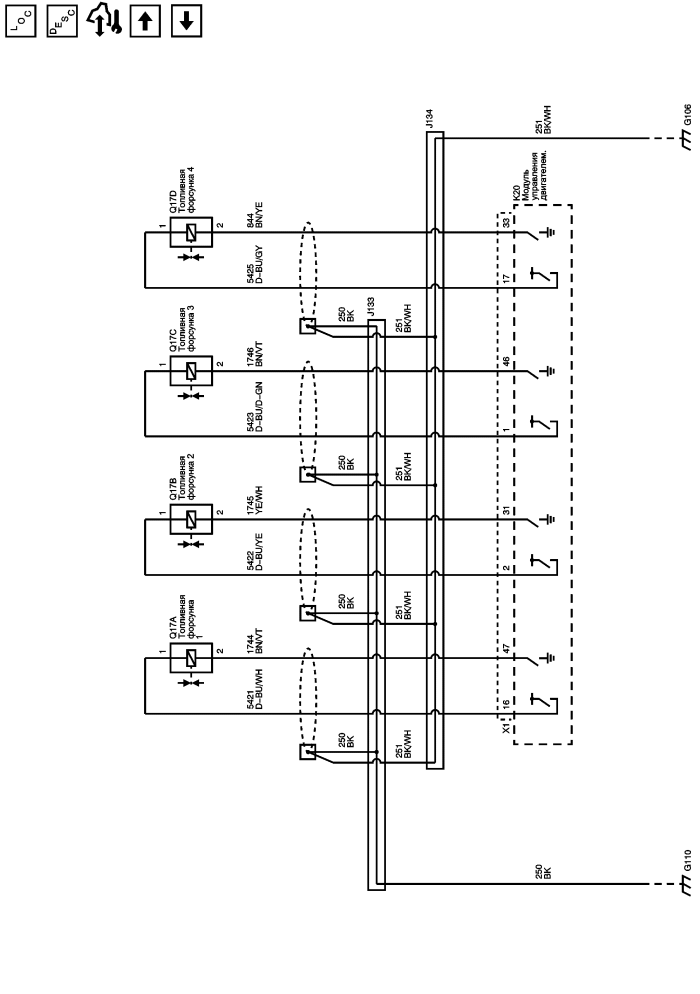 LOC
DESC
J134
251
BK/WH
G106
Q17D
Топливная
форсунка 4
1
2
844
BN/YE
5425
D-BU/GY
K20
Модуль
управления
двигателем.
33
17
250
BK
J133
251
BK/WH
Q17C
Топливная
форсунка 3
1
2
1746
BN/VT
5423
D-BU/D-GN
46
1
250
BK
251
BK/WH
Q17B
Топливная
форсунка 2
1
2
1745
YE/WH
5422
D-BU/YE
31
2
250
BK
251
BK/WH
Q17A
Топливная
форсунка
1
1
2
1744
BN/VT
5421
D-BU/WH
47
16
X1
250
BK
251
BK/WH
250
BK
G110